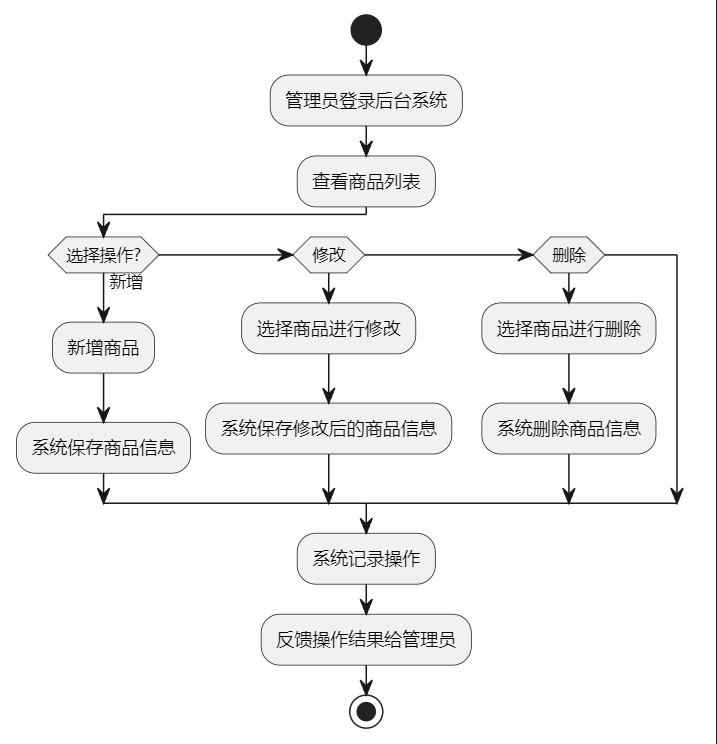 管理员登录后台系统
查看商品列表
选择操作?
修改
删除
新增
新增商品
选择商品进行修改
选择商品进行删除
系统保存商品信息
系统保存修改后的商品信息
系统删除商品信息
系统记录操作
反馈操作结果给管理员